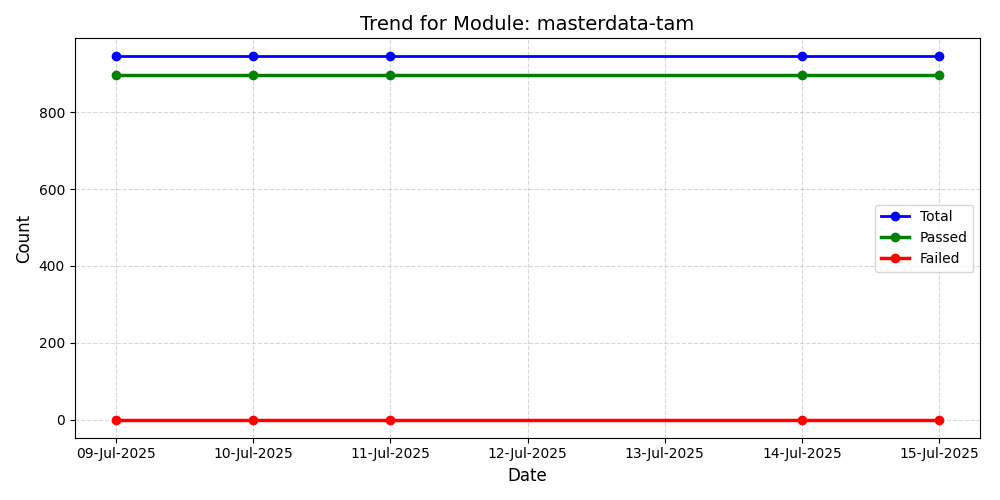 Trend for Module: masterdata-tam
Count
800
600
400
200
0
Total
Passed
Failed
09-Jul-2025 10-Jul-2025 11-Jul-2025 12-Jul-2025 13-Jul-2025 14-Jul-2025 15-Jul-2025
Date